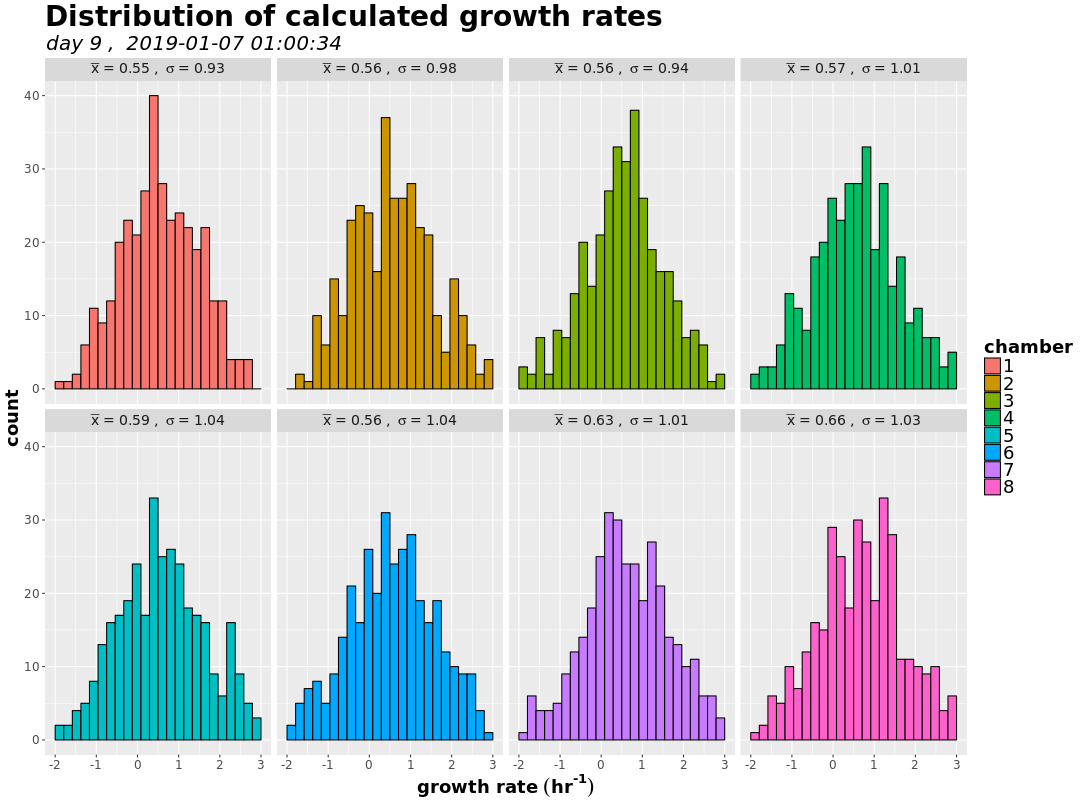 Distribution of calculated growth rates
day 9 ,  2019-01-07 01:00:34
x̅ = 0.55 ,  σ = 0.93
x̅ = 0.56 ,  σ = 0.98
x̅ = 0.56 ,  σ = 0.94
x̅ = 0.57 ,  σ = 1.01
40
30
20
10
0
x̅ = 0.59 ,  σ = 1.04
x̅ = 0.56 ,  σ = 1.04
x̅ = 0.63 ,  σ = 1.01
x̅ = 0.66 ,  σ = 1.03
40
30
20
10
0
-2 -1 0 1 2 3
-2 -1 0 1 2 3
-2 -1 0 1 2 3
-2 -1 0 1 2 3
count
growth rate (hr⁻¹)
chamber
1
2
3
4
5
6
7
8